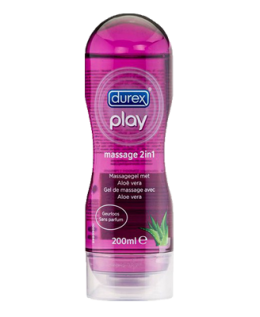 durex
play
massage 2in1
Massagegel met
Aloë vera
Gel de massage avec
Aloe vera
Geurloos
Sans parfum
200ml e